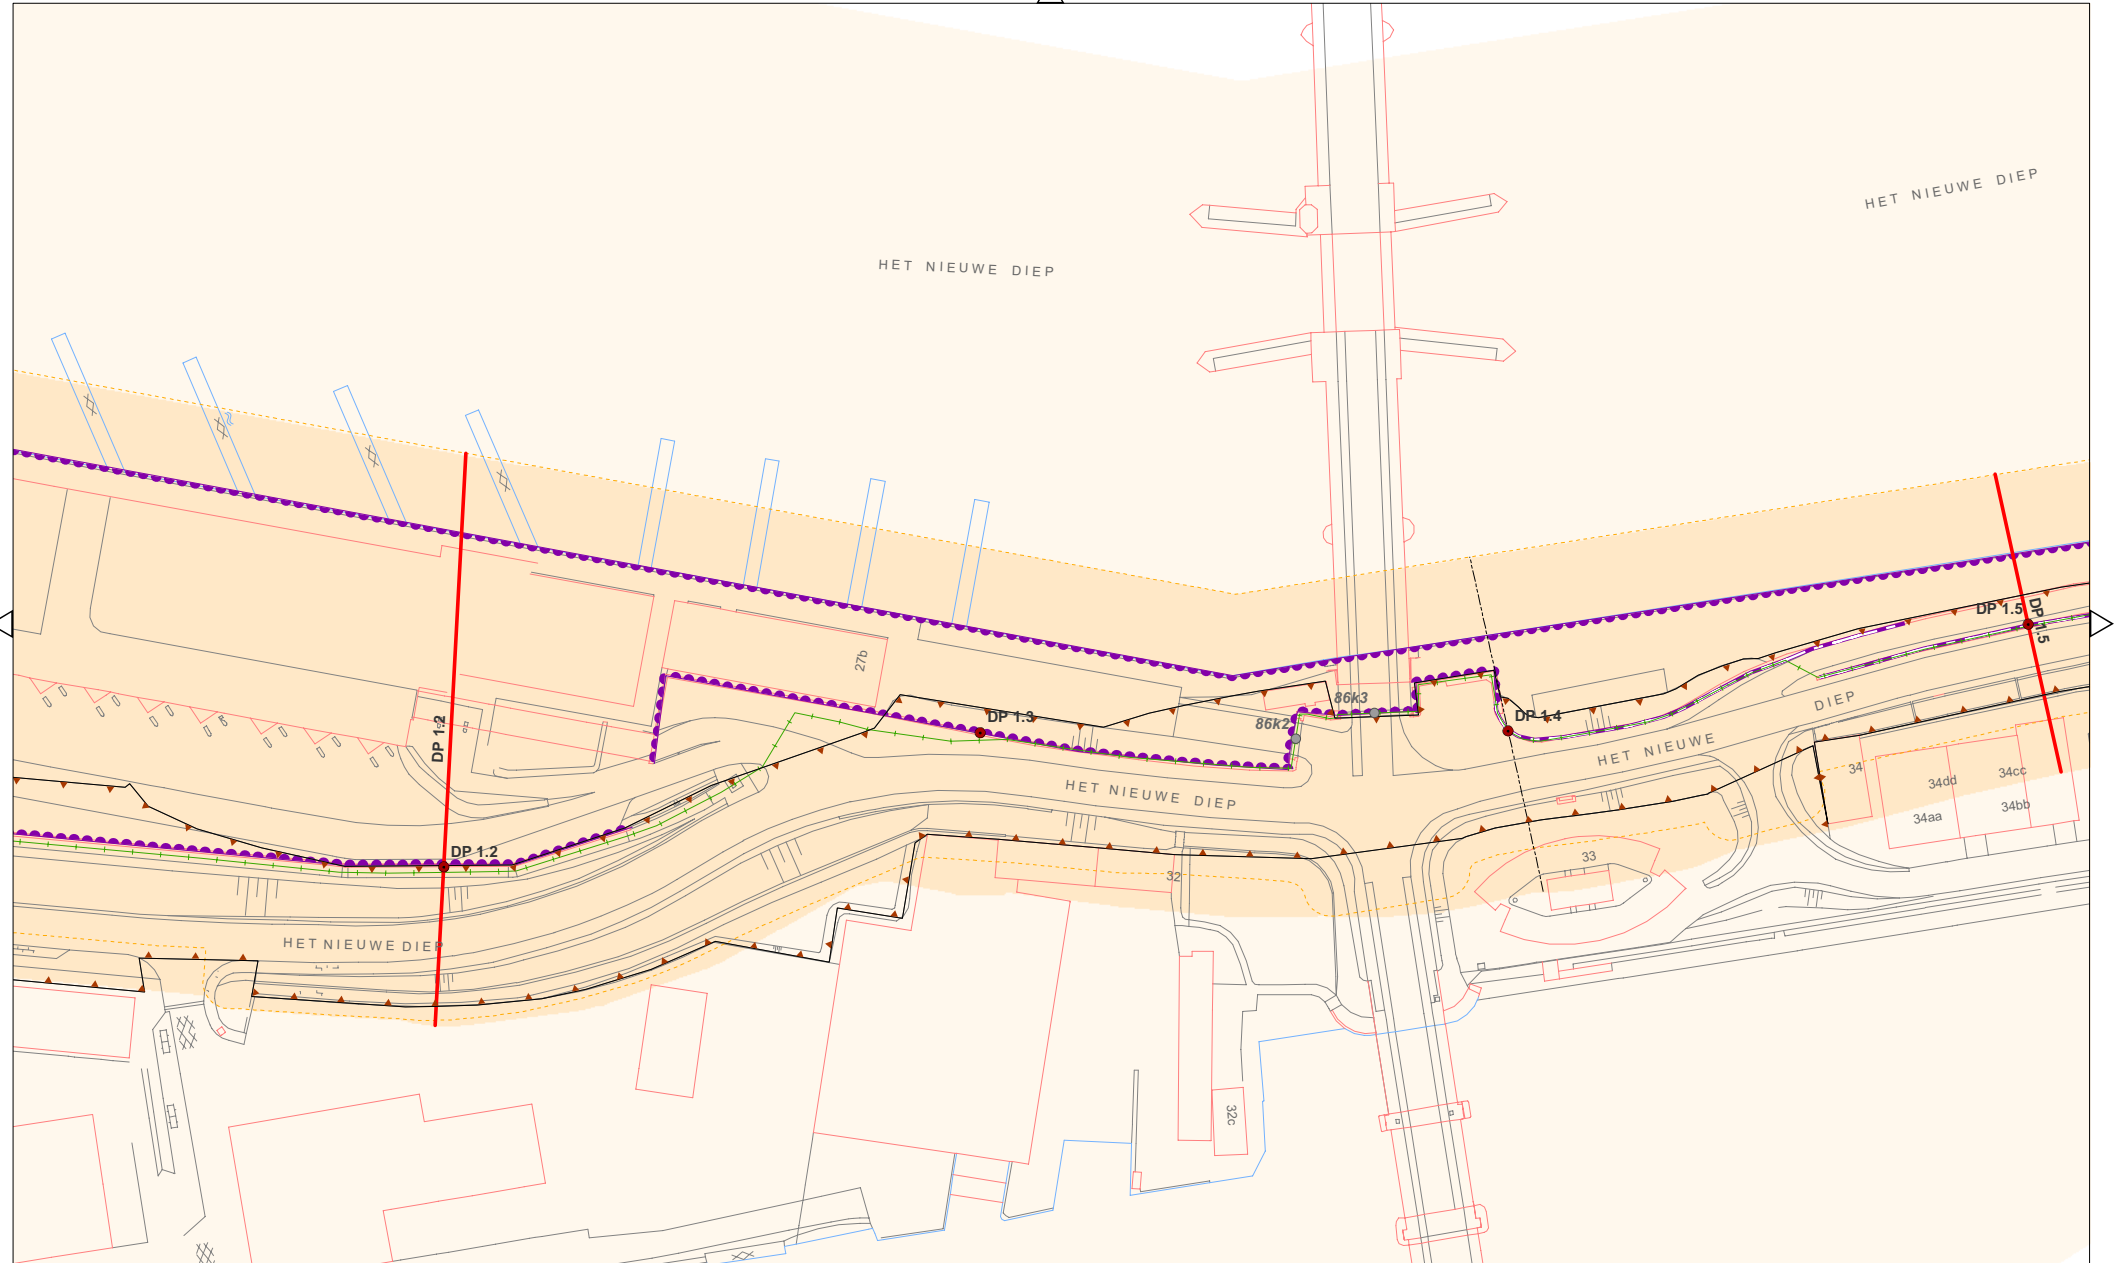 HET NIEUWE DIEP
HET NIEUWE DIEP
27b
86k3
DP 1.3
86k2
DP 1.4
DP 1.5
DP 1.5
DIEP
HET NIEUWE
DP 1.2
HET NIEUWE DIEP
34
34dd
34cc
34bb
34aa
DP 1.2
33
32
HET NIEUWE DIEP
32c